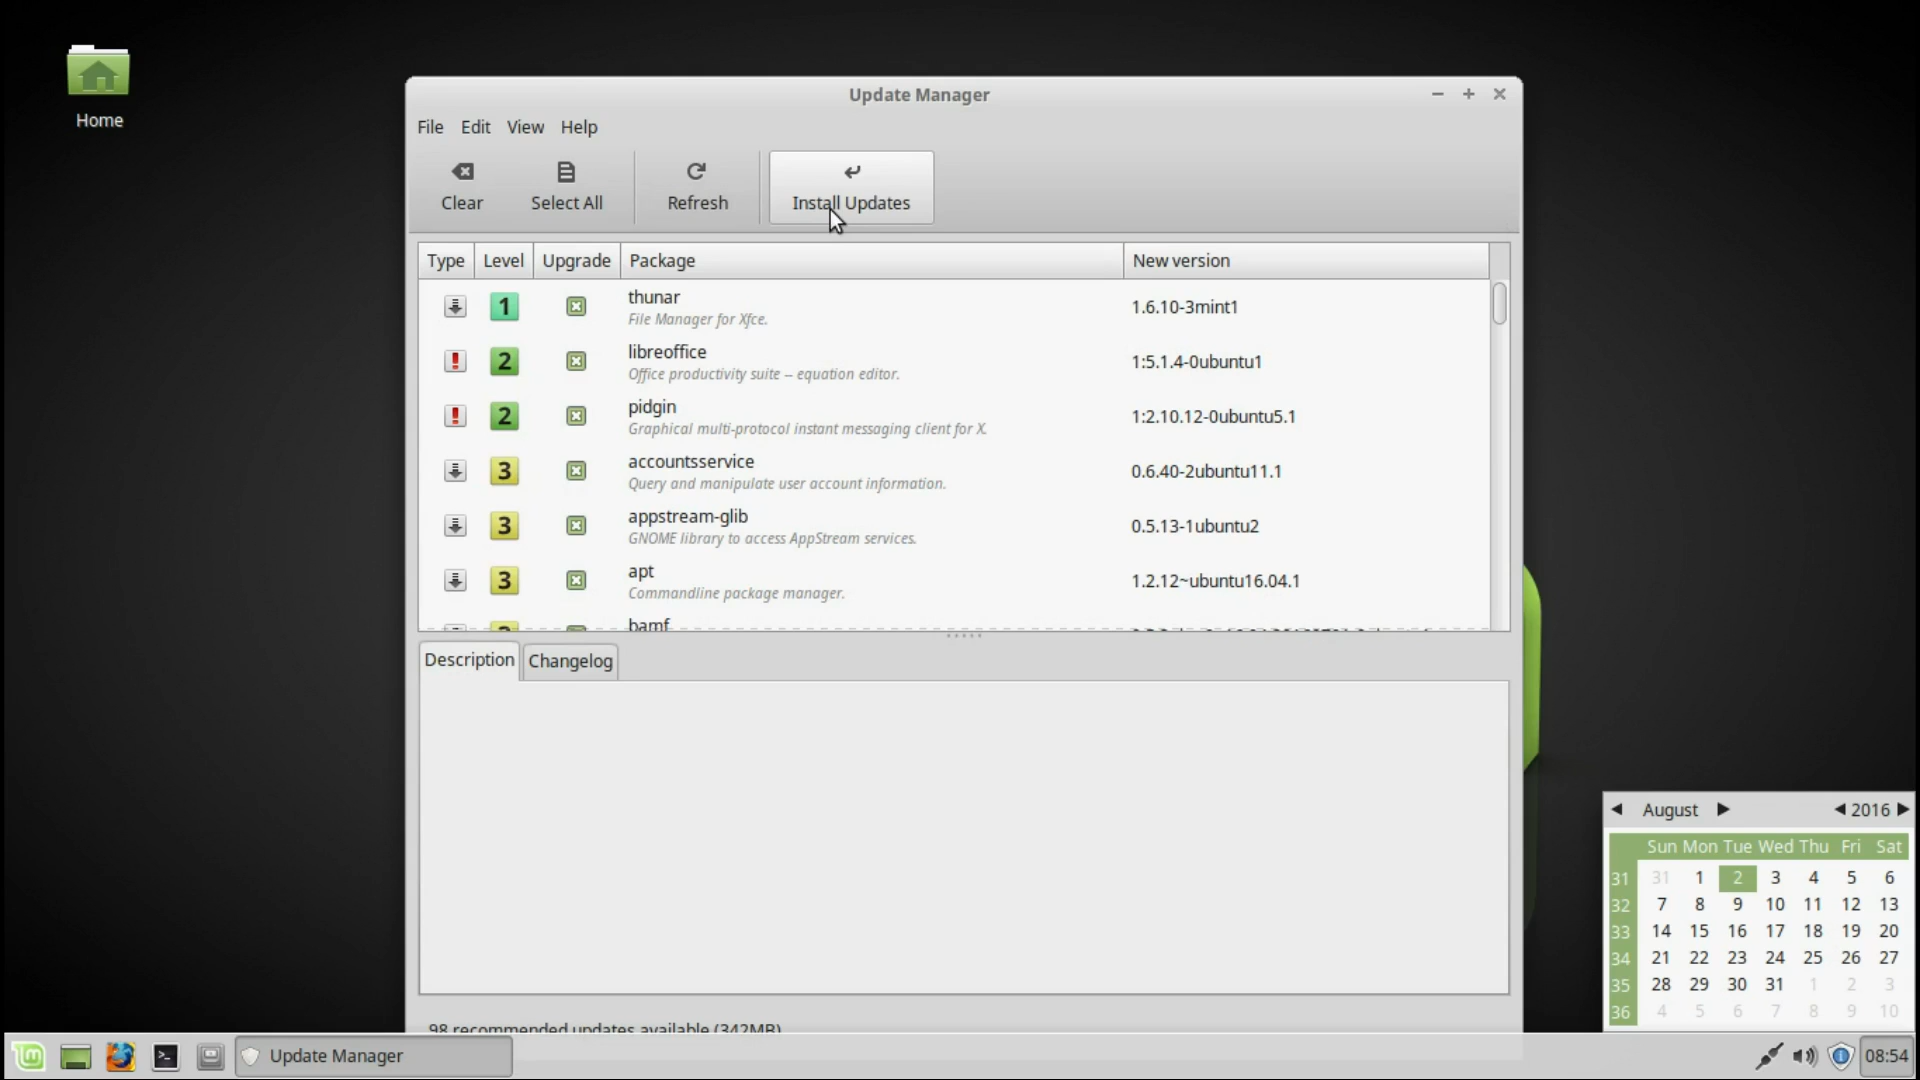 Home
Update Manager
File Edit View Help
Clear Select All Refresh Install Updates
Type Level Upgrade Package New version
1 thunar 1.6.10-3mint1
File Manager for Xfce.
! 2 libreoffice 1:5.1.4-0ubuntu1
Office productivity suite -- equation editor.
! 2 pidgin 1:2.10.12-0ubuntu5.1
Graphical multi-protocol instant messaging client for X.
3 accountsservice 0.6.40-2ubuntu11.1
Query and manipulate user account information.
3 appstream-glib 0.5.13-1ubuntu2
GNOME library to access AppStream services.
3 apt 1.2.12~ubuntu16.04.1
Commandline package manager.
bamf
Description Changelog
98 recommended updates available (342MB)
August 2016
Sun Mon Tue Wed Thu Fri Sat
31 31 1 2 3 4 5 6
32 7 8 9 10 11 12 13
33 14 15 16 17 18 19 20
34 21 22 23 24 25 26 27
35 28 29 30 31 1 2 3
36 4 5 6 7 8 9 10
Update Manager 08:54